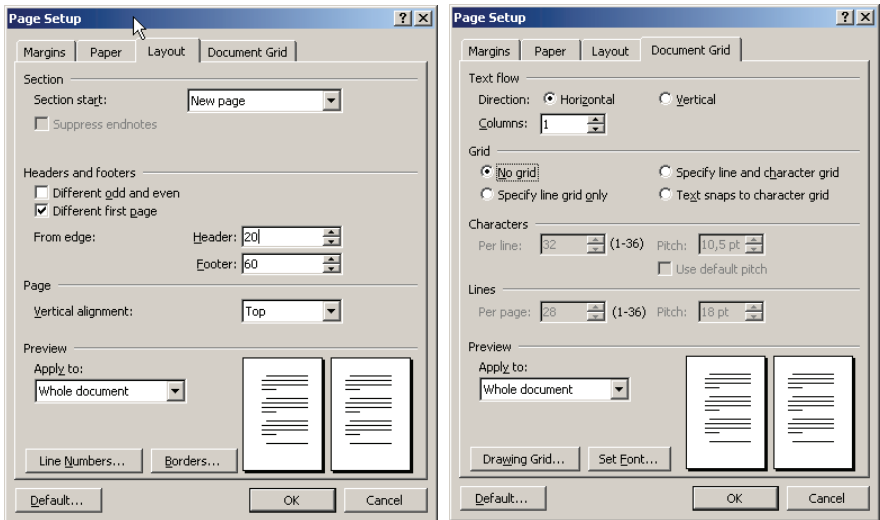 Page Setup
Margins Paper Layout Document Grid
Section
Section start: New page
Suppress endnotes
Headers and footers
Different odd and even
Different first page
From edge: Header: 20
Footer: 60
Page
Vertical alignment: Top
Preview
Apply to:
Whole document
Line Numbers... Borders...
Default... OK Cancel
Page Setup
Margins Paper Layout Document Grid
Text flow
Direction: Horizontal Vertical
Columns: 1
Grid
No grid Specify line and character grid
Specify line grid only Text snaps to character grid
Characters
Per line: 32 (1-36) Pitch: 10,5 pt
Use default pitch
Lines
Per page: 28 (1-36) Pitch: 18 pt
Preview
Apply to:
Whole document
Drawing Grid... Set Font...
Default... OK Cancel